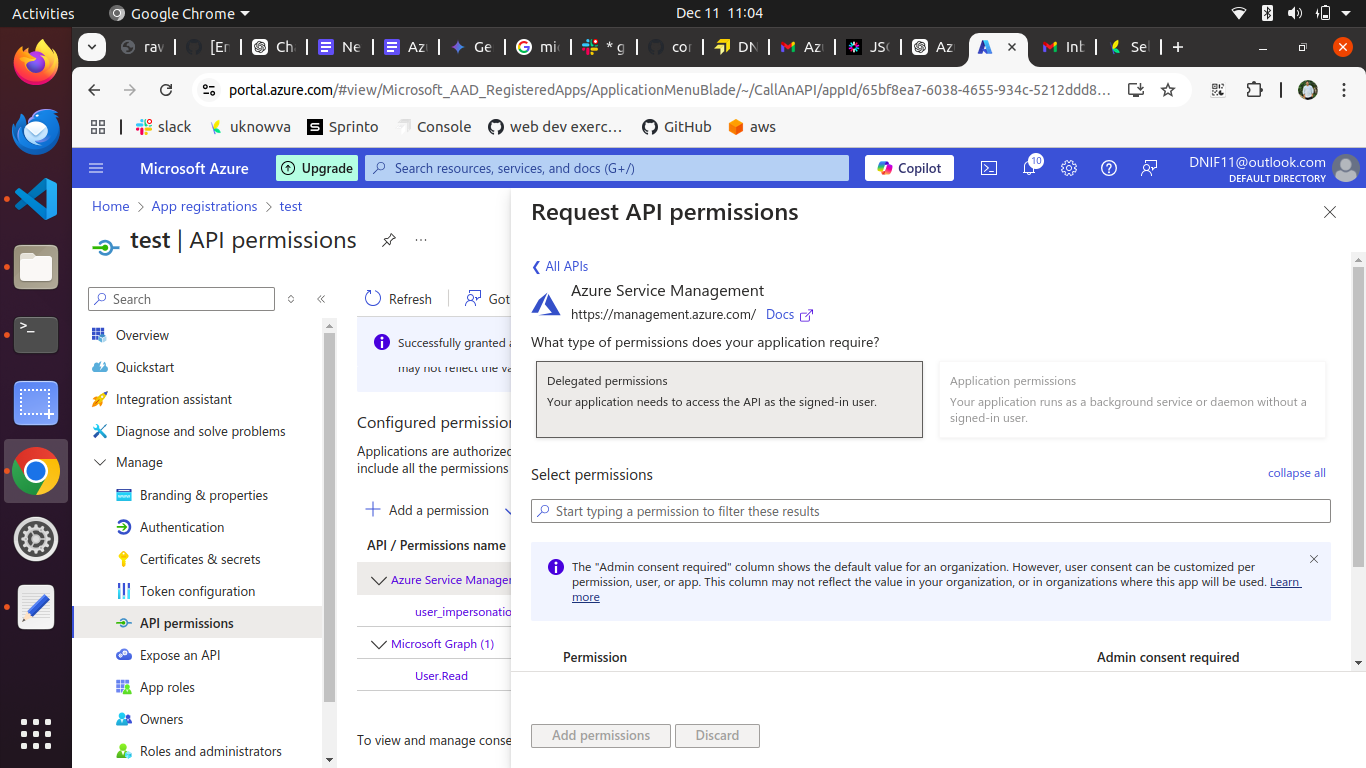 Activities
Google Chrome
Dec 11 11:04
rav
[En
Cha
Ne
Azu
Ge
mic
* g
cor
DN
Azu
JSC
Azu
Inb
Sel
portal.azure.com/#view/Microsoft_AAD_RegisteredApps/ApplicationMenuBlade/~/CallAnAPI/appId/65bf8ea7-6038-4655-934c-5212ddd8...
slack
uknowva
Sprinto
Console
web dev exerc...
GitHub
aws
Microsoft Azure
Upgrade
Search resources, services, and docs (G+/)
Copilot
10
DNIF11@outlook.com
DEFAULT DIRECTORY
Home > App registrations > test
test | API permissions
...
Search
Overview
Quickstart
Integration assistant
Diagnose and solve problems
Manage
Branding & properties
Authentication
Certificates & secrets
Token configuration
API permissions
Expose an API
App roles
Owners
Roles and administrators
Refresh
Got
Successfully granted a
may not reflect the va
Configured permission
Applications are authorized
include all the permissions
Add a permission
API / Permissions name
Azure Service Manager
user_impersonatio
Microsoft Graph (1)
User.Read
To view and manage conse
Request API permissions
All APIs
Azure Service Management
https://management.azure.com/ Docs
What type of permissions does your application require?
Delegated permissions
Your application needs to access the API as the signed-in user.
Application permissions
Your application runs as a background service or daemon without a
signed-in user.
Select permissions
collapse all
Start typing a permission to filter these results
The "Admin consent required" column shows the default value for an organization. However, user consent can be customized per
permission, user, or app. This column may not reflect the value in your organization, or in organizations where this app will be used. Learn
more
Permission
Admin consent required
Add permissions
Discard